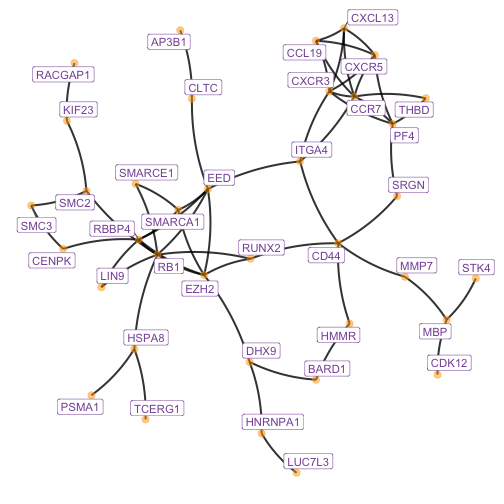 CXCL13
AP3B1
CCL19
CXCR5
RACGAP1
CXCR3
CLTC
CCR7
THBD
KIF23
PF4
ITGA4
SMARCE1
EED
SRGN
SMC2
SMARCA1
SMC3
RBBP4
RUNX2
CD44
CENPK
LIN9
RB1
EZH2
MMP7
STK4
HSPA8
HMMR
MBP
DHX9
BARD1
CDK12
PSMA1
TCERG1
HNRNPA1
LUC7L3